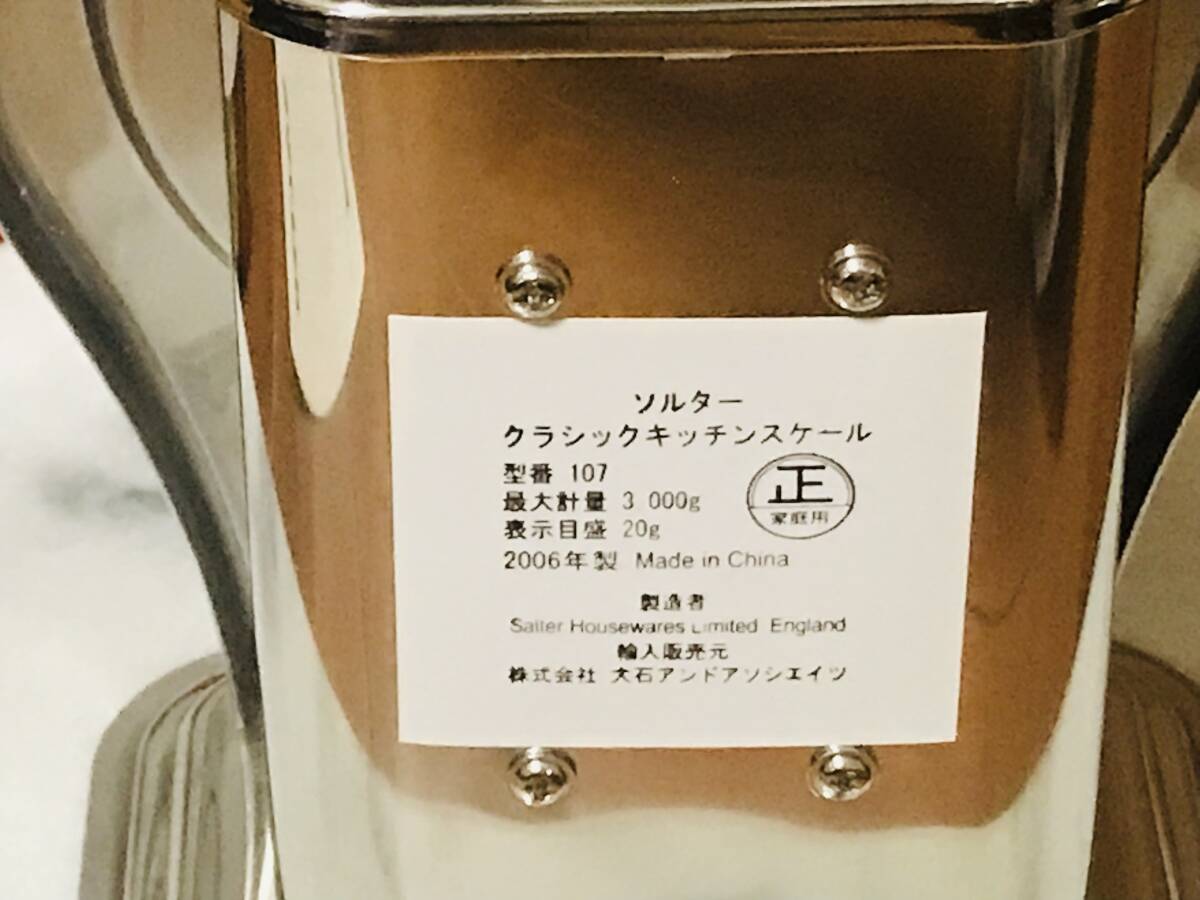 ソルター
クラシックキッチンスケール
型番 107
最大計量 3 000g
表示目盛 20g
正
家庭用
2006年製 Made in China
製造者
Salter Housewares Limited England
輸入販売元
株式会社 大石アンドアソシエイツ